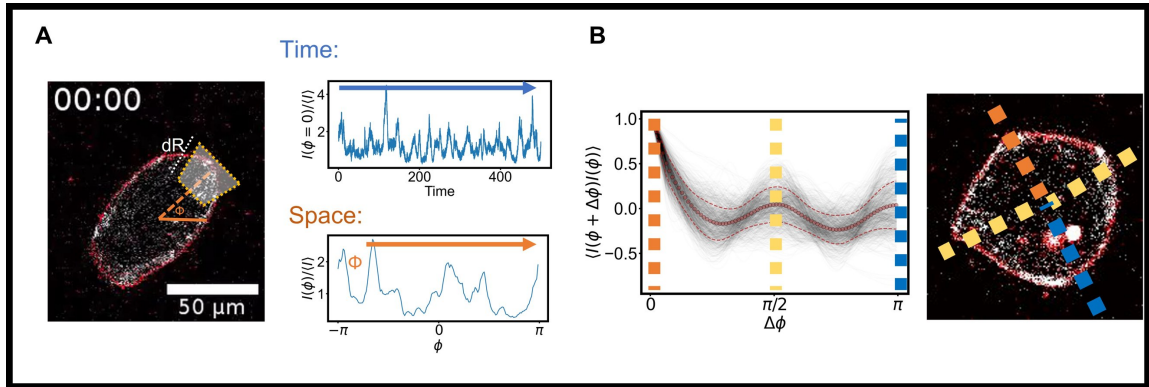 A
B
Time:
00:00
dR
Φ
50 μm
I(ϕ = 0)/⟨I⟩
4
2
0
200
400
Time
Space:
I(ϕ)/⟨I⟩
2
1
Φ
−π
0
π
ϕ
⟨I(ϕ + Δϕ)I(ϕ)⟩
1.0
0.5
0.0
−0.5
0
π/2
π
Δϕ